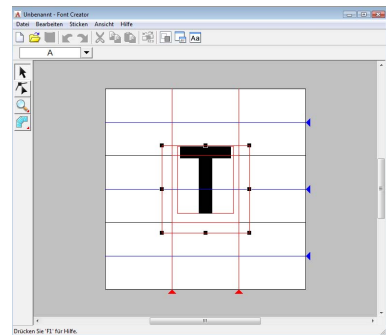 Unbenannt - Font Creator
Datei Bearbeiten Sticken Ansicht Hilfe
Aa
A
T
Drücken Sie 'F1' für Hilfe.